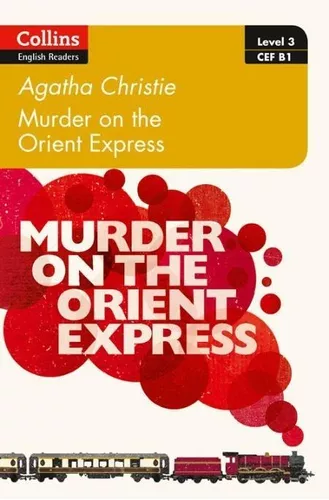 Collins
English Readers
Level 3
CEF B1
Agatha Christie
Murder on the
Orient Express
MURDER
ON THE
ORIENT
EXPRESS